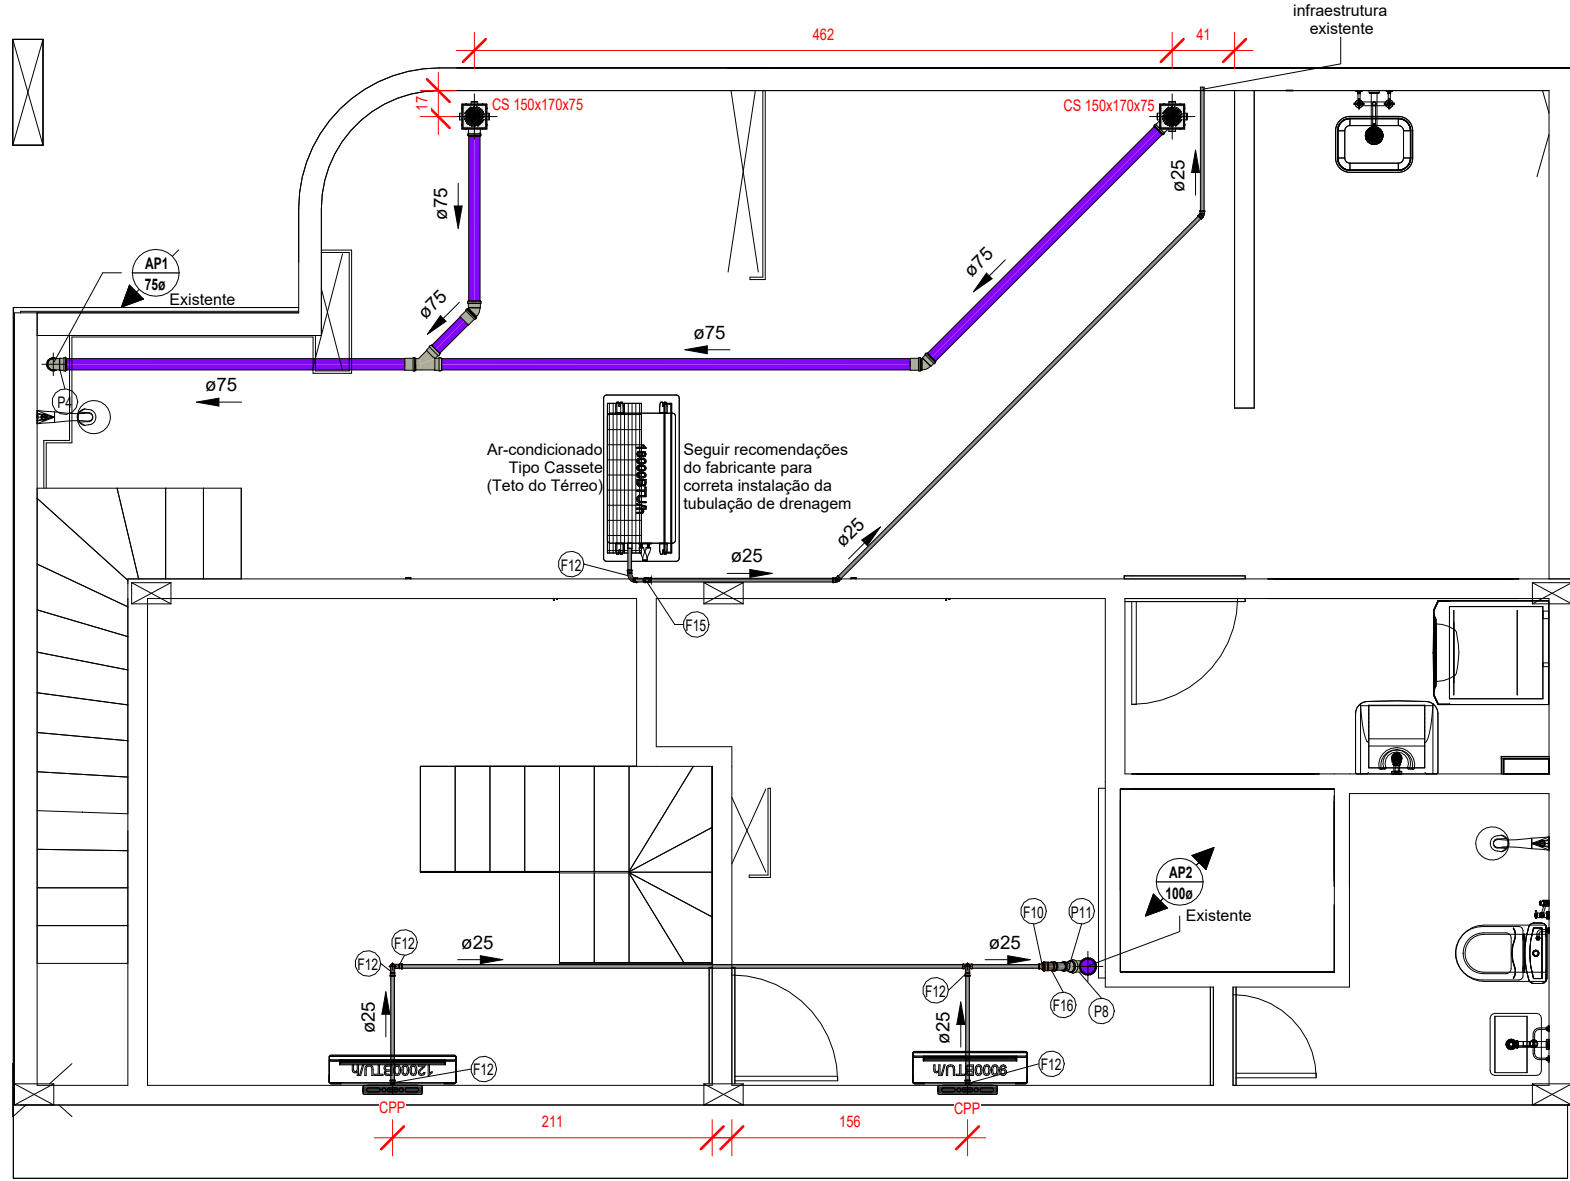 infraestrutura
existente
462
41
17
CS 150x170x75
CS 150x170x75
ø75
ø25
AP1
75ø
Existente
ø75
ø75
ø75
ø75
P4
Ar-condicionado
Tipo Cassete
(Teto do Térreo)
18000BTU/h
Seguir recomendações
do fabricante para
correta instalação da
tubulação de drenagem
ø25
F12
ø25
F15
AP2
100ø
Existente
F10
P11
F12
F12
ø25
ø25
F12
F16
P8
ø25
ø25
12000BTU/h
F12
9000BTU/h
F12
CPP
CPP
211
156